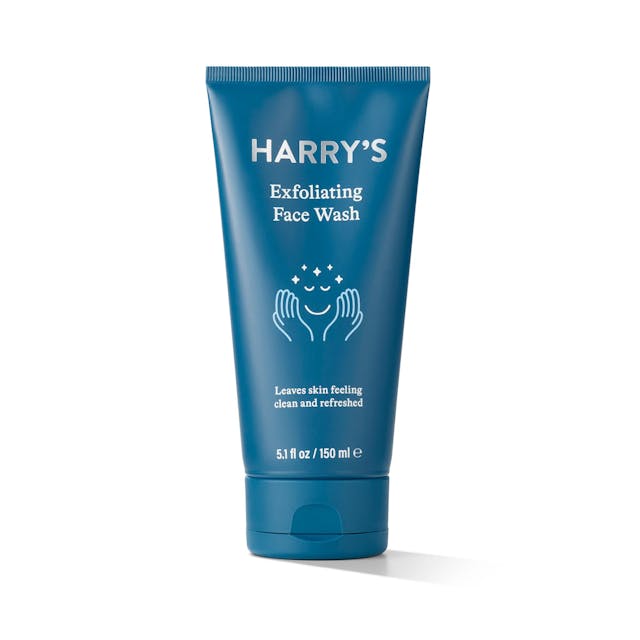 HARRY'S
Exfoliating
Face Wash
Leaves skin feeling
clean and refreshed
5.1 fl oz / 150 ml ℮